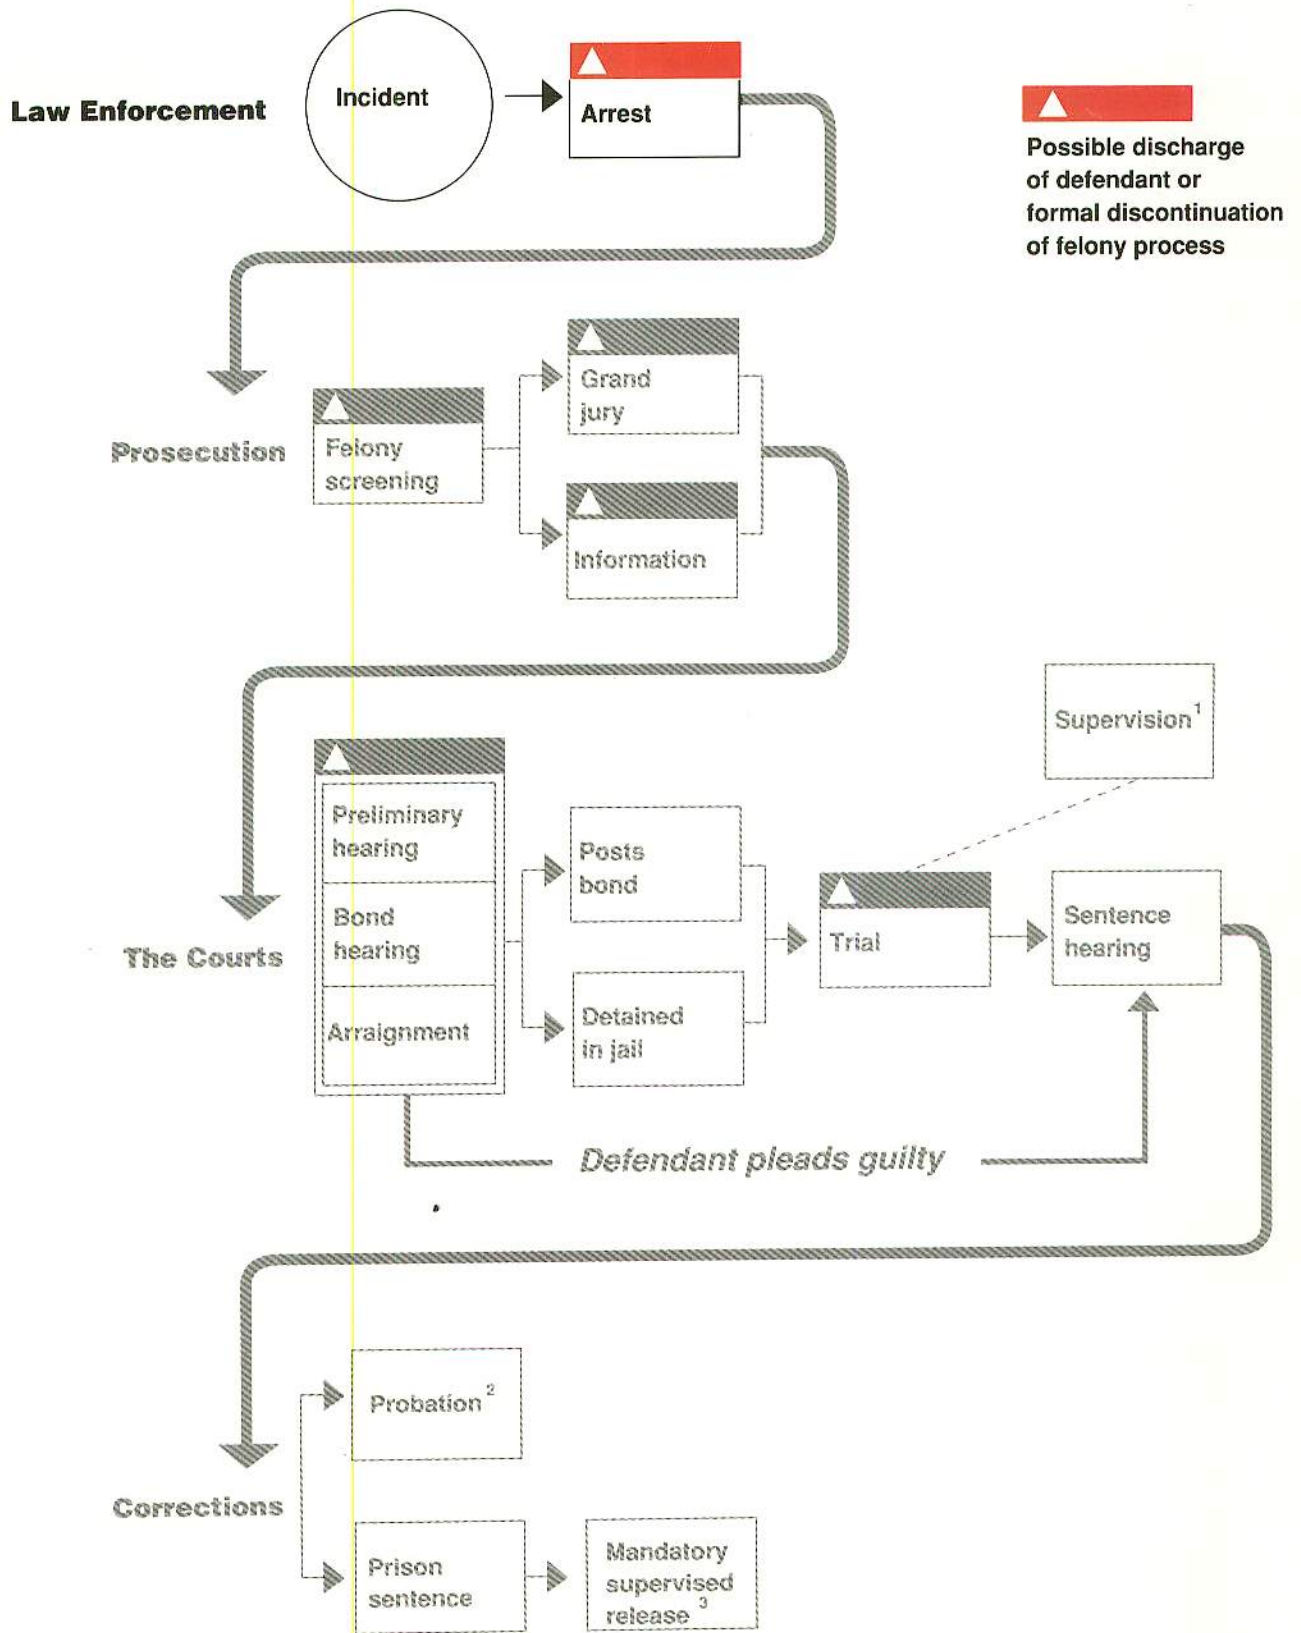 Law Enforcement
Incident
Arrest
Possible discharge
of defendant or
formal discontinuation
of felony process
Prosecution
Felony
screening
Grand
jury
Information
Supervision¹
The Courts
Preliminary
hearing
Bond
hearing
Arraignment
Posts
bond
Detained
in jail
Trial
Sentence
hearing
Defendant pleads guilty
Corrections
Probation²
Prison
sentence
Mandatory
supervised
release³